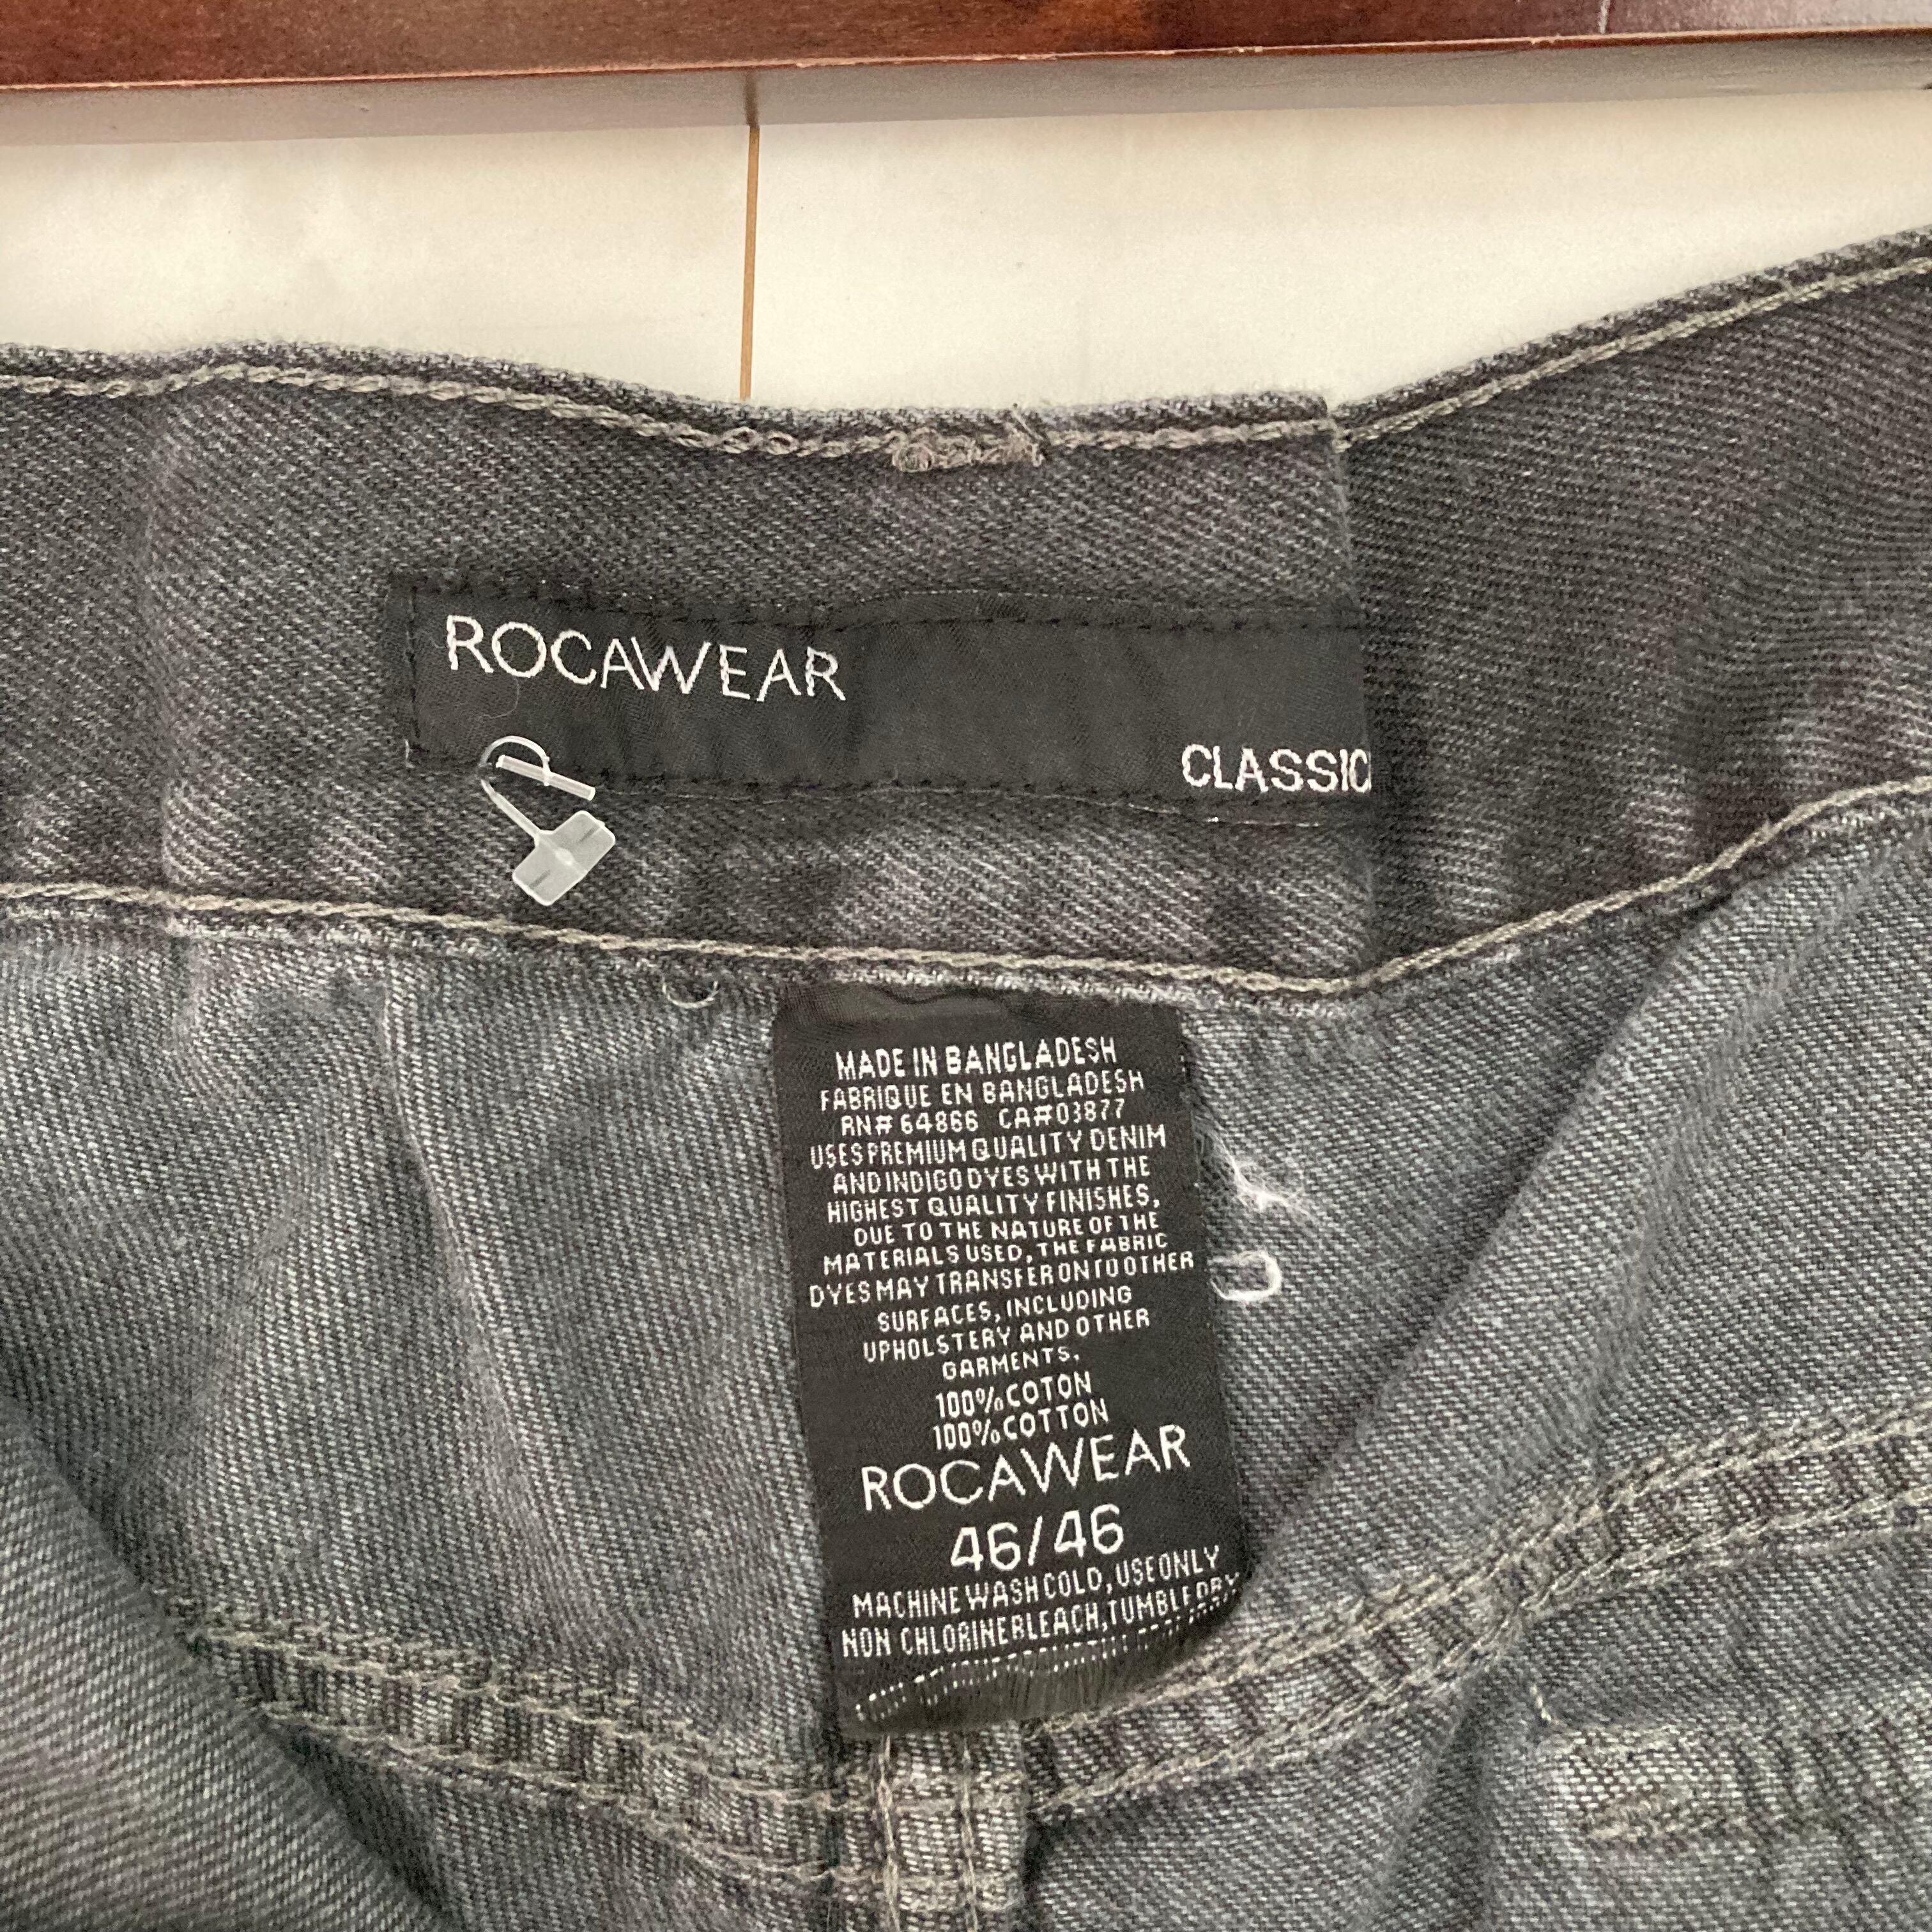 ROCAWEAR
CLASSIC
MADE IN BANGLADESH
FABRIQUE EN BANGLADESH
RN# 64866 CA#03877
USES PREMIUM QUALITY DENIM
AND INDIGO DYES WITH THE
HIGHEST QUALITY FINISHES,
DUE TO THE NATURE OF THE
MATERIALS USED, THE FABRIC
DYES MAY TRANSFER ONTO OTHER
SURFACES, INCLUDING
UPHOLSTERY AND OTHER
GARMENTS.
100% COTON
100% COTTON
ROCAWEAR
46/46
MACHINE WASH COLD, USE ONLY
NON CHLORINE BLEACH, TUMBLE DRY